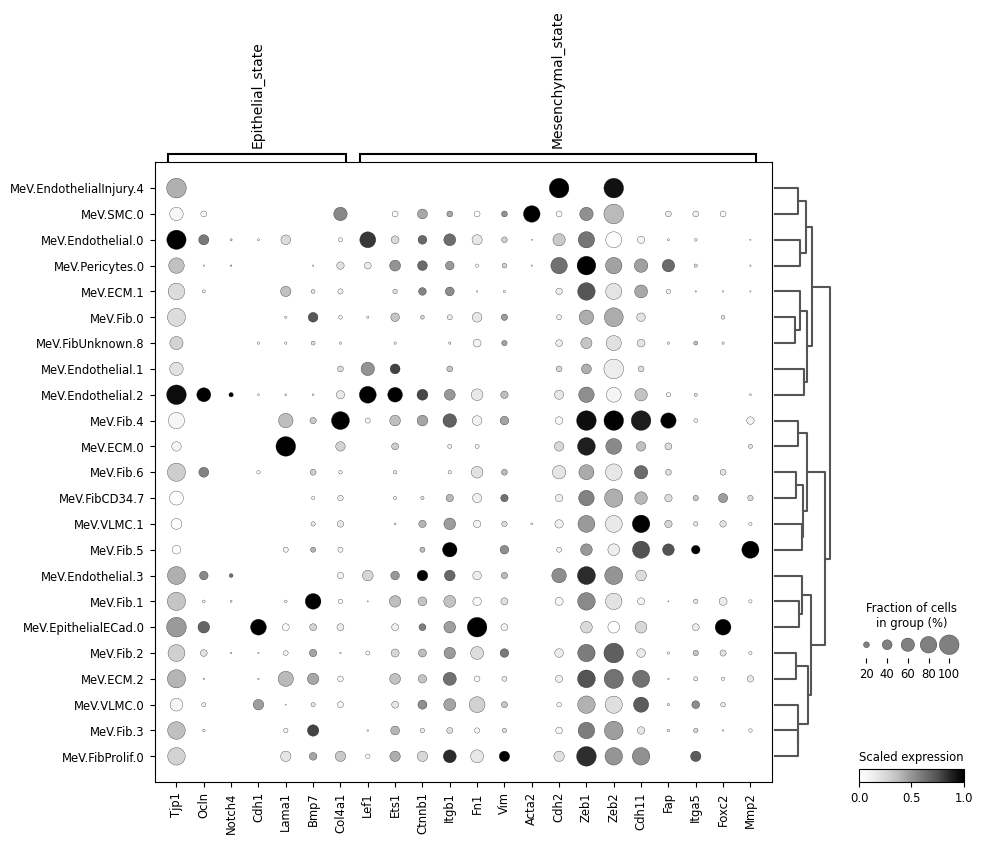 Epithelial_state
Mesenchymal_state
MeV.EndothelialInjury.4
MeV.SMC.0
MeV.Endothelial.0
MeV.Pericytes.0
MeV.ECM.1
MeV.Fib.0
MeV.FibUnknown.8
MeV.Endothelial.1
MeV.Endothelial.2
MeV.Fib.4
MeV.ECM.0
MeV.Fib.6
MeV.FibCD34.7
MeV.VLMC.1
MeV.Fib.5
MeV.Endothelial.3
MeV.Fib.1
MeV.EpithelialECad.0
MeV.Fib.2
MeV.ECM.2
MeV.VLMC.0
MeV.Fib.3
MeV.FibProlif.0
Tjp1
Ocln
Notch4
Cdh1
Lama1
Bmp7
Col4a1
Lef1
Ets1
Ctnnb1
Itgb1
Fn1
Vim
Acta2
Cdh2
Zeb1
Zeb2
Cdh11
Fap
Itga5
Foxc2
Mmp2
Fraction of cells
in group (%)
20 40 60 80 100
Scaled expression
0.0 0.5 1.0